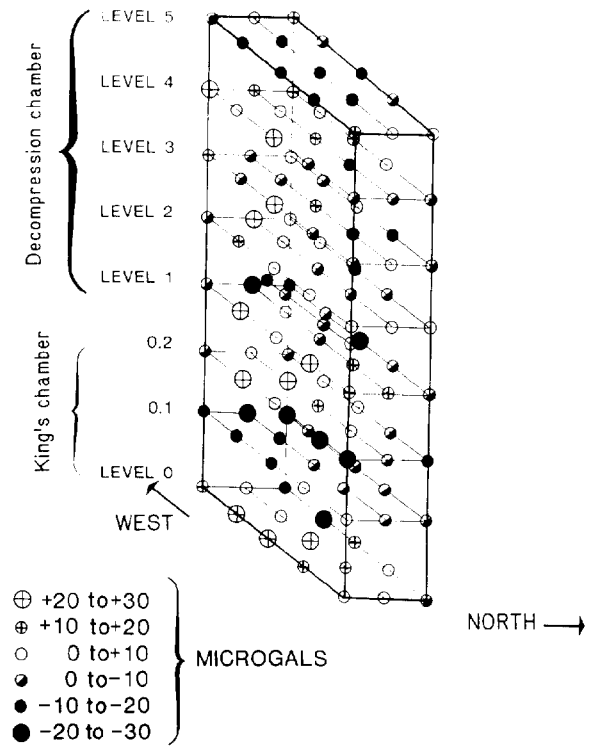 LEVEL 5
LEVEL 4
LEVEL 3
LEVEL 2
LEVEL 1
0.2
0.1
LEVEL 0
Decompression chamber
King's chamber
WEST
NORTH
+20 to+30
+10 to+20
0 to+10
0 to−10
−10 to−20
−20 to −30
MICROGALS